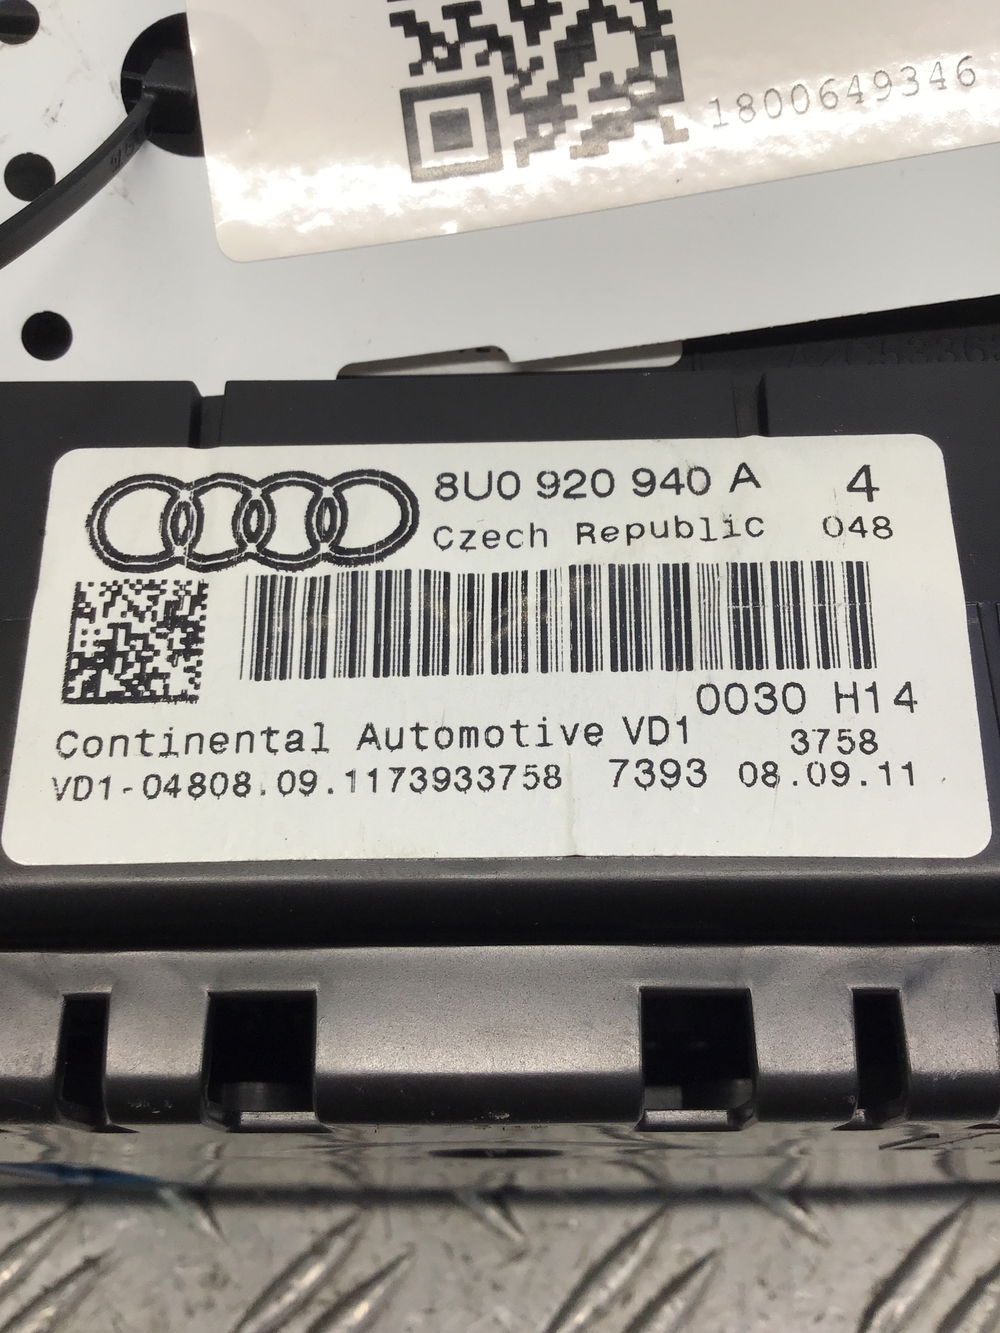 1800649346
8U0 920 940 A 4
Czech Republic 048
0030 H14
Continental Automotive VD1 3758
VD1-04808.09.1173933758 7393 08.09.11